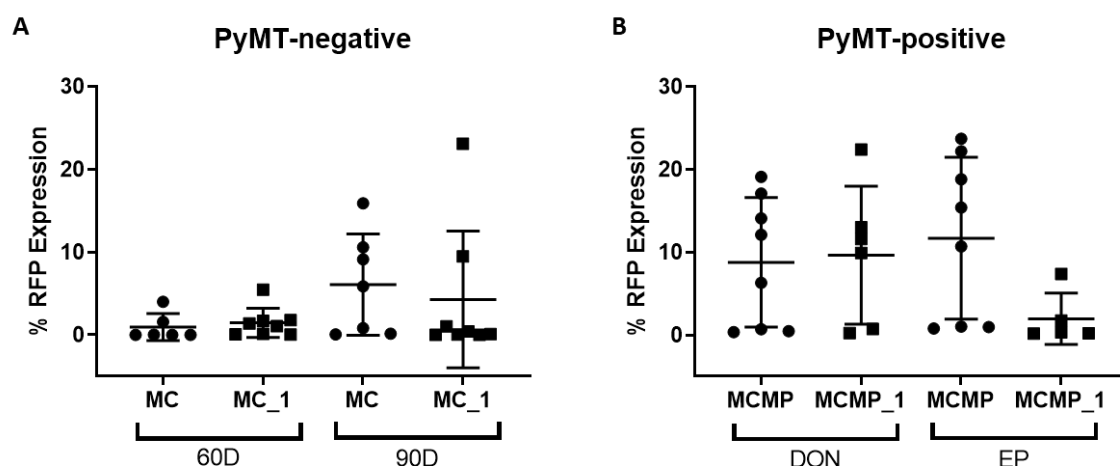 A
PyMT-negative
% RFP Expression
30
20
10
0
MC
MC_1
MC
MC_1
60D
90D
B
PyMT-positive
% RFP Expression
30
20
10
0
MCMP
MCMP_1
MCMP
MCMP_1
DON
EP